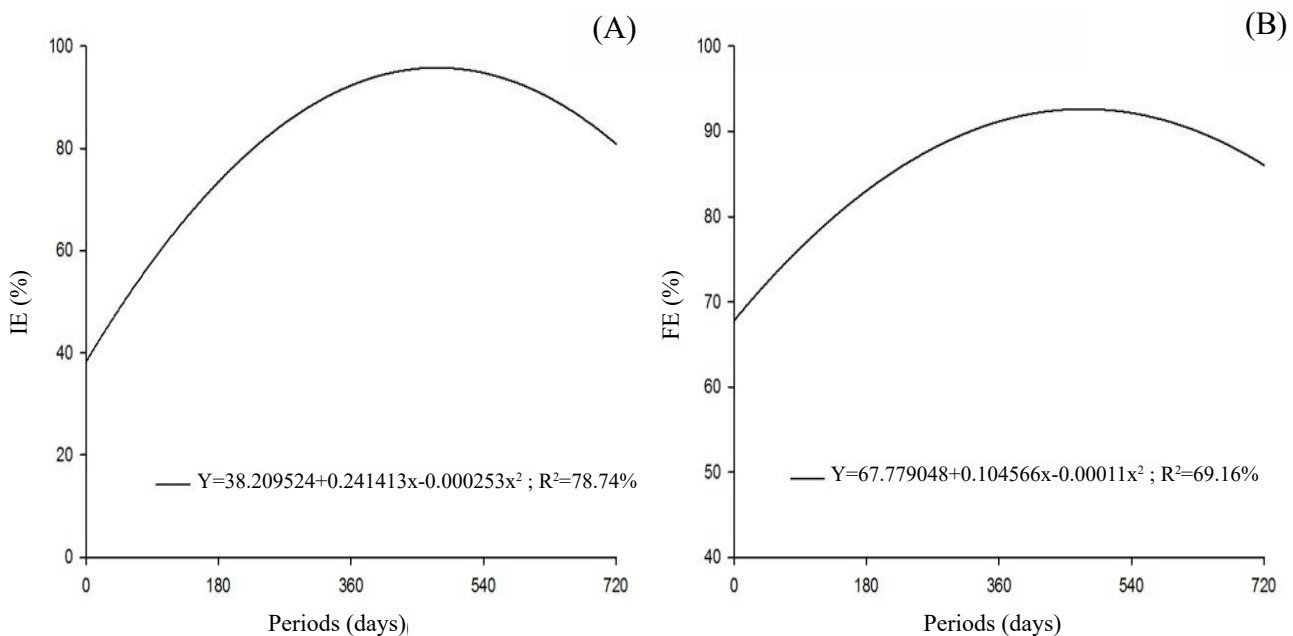 (A)
100
80
60
40
20
0
IE (%)
Y=38.209524+0.241413x-0.000253x² ; R²=78.74%
0 180 360 540 720
Periods (days)
(B)
100
90
80
70
60
50
40
FE (%)
Y=67.779048+0.104566x-0.00011x² ; R²=69.16%
0 180 360 540 720
Periods (days)